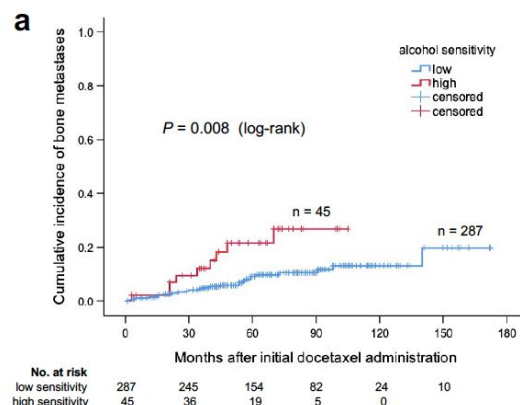 a
alcohol sensitivity
low
high
censored
censored
P = 0.008 (log-rank)
n = 45
n = 287
Cumulative incidence of bone metastases
1.0
0.8
0.6
0.4
0.2
0.0
0 30 60 90 120 150 180
Months after initial docetaxel administration
No. at risk
low sensitivity 287 245 154 82 24 10
high sensitivity 45 36 19 5 0